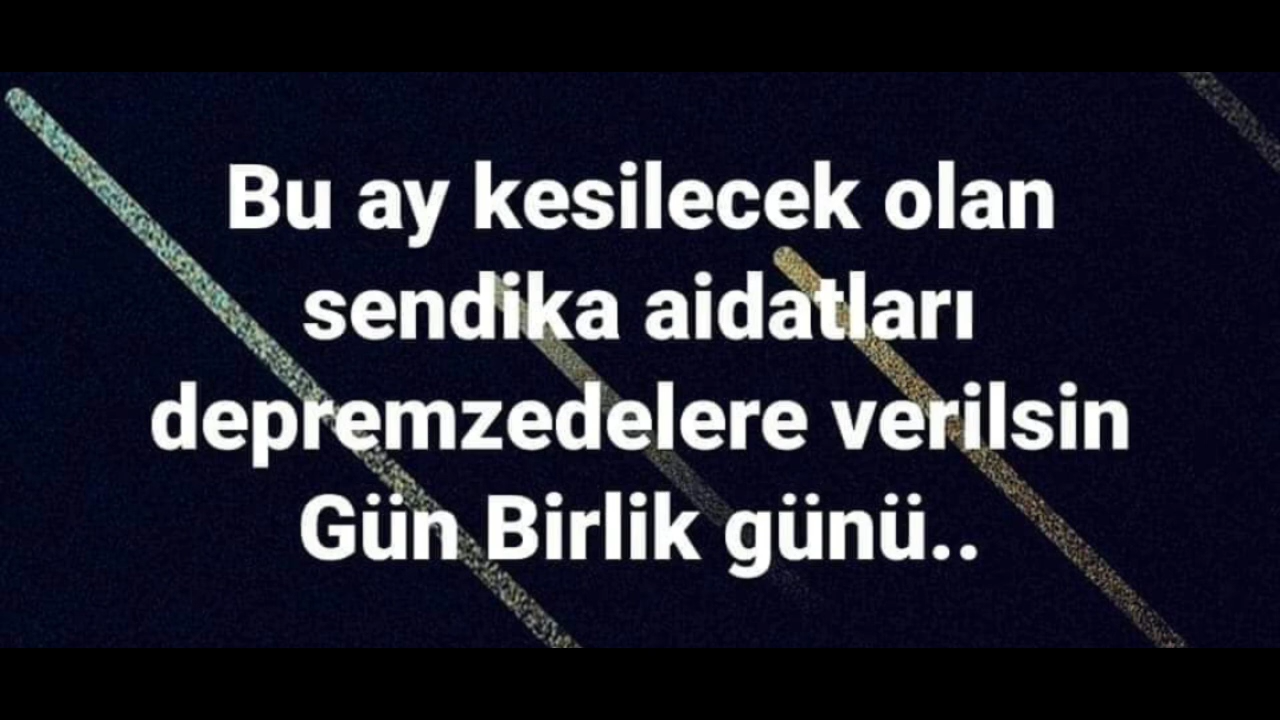 Bu ay kesilecek olan
sendika aidatları
depremzedelere verilsin
Gün Birlik günü..